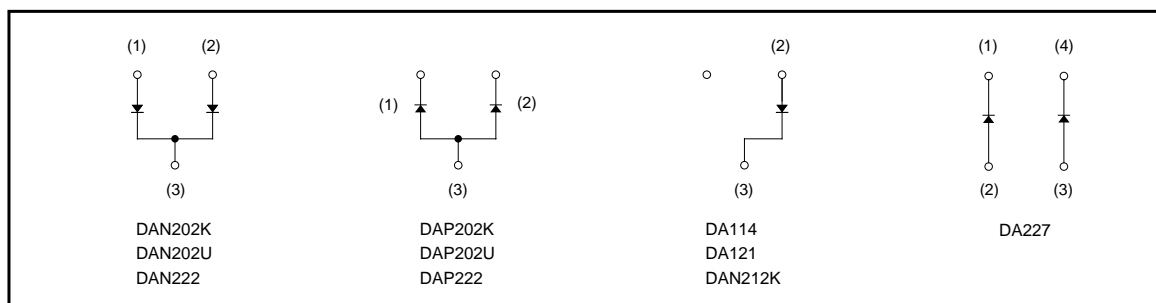 (1) (2)
(3)
DAN202K
DAN202U
DAN222
(1) (2)
(3)
DAP202K
DAP202U
DAP222
(2)
(3)
DA114
DA121
DAN212K
(1) (4)
(2) (3)
DA227